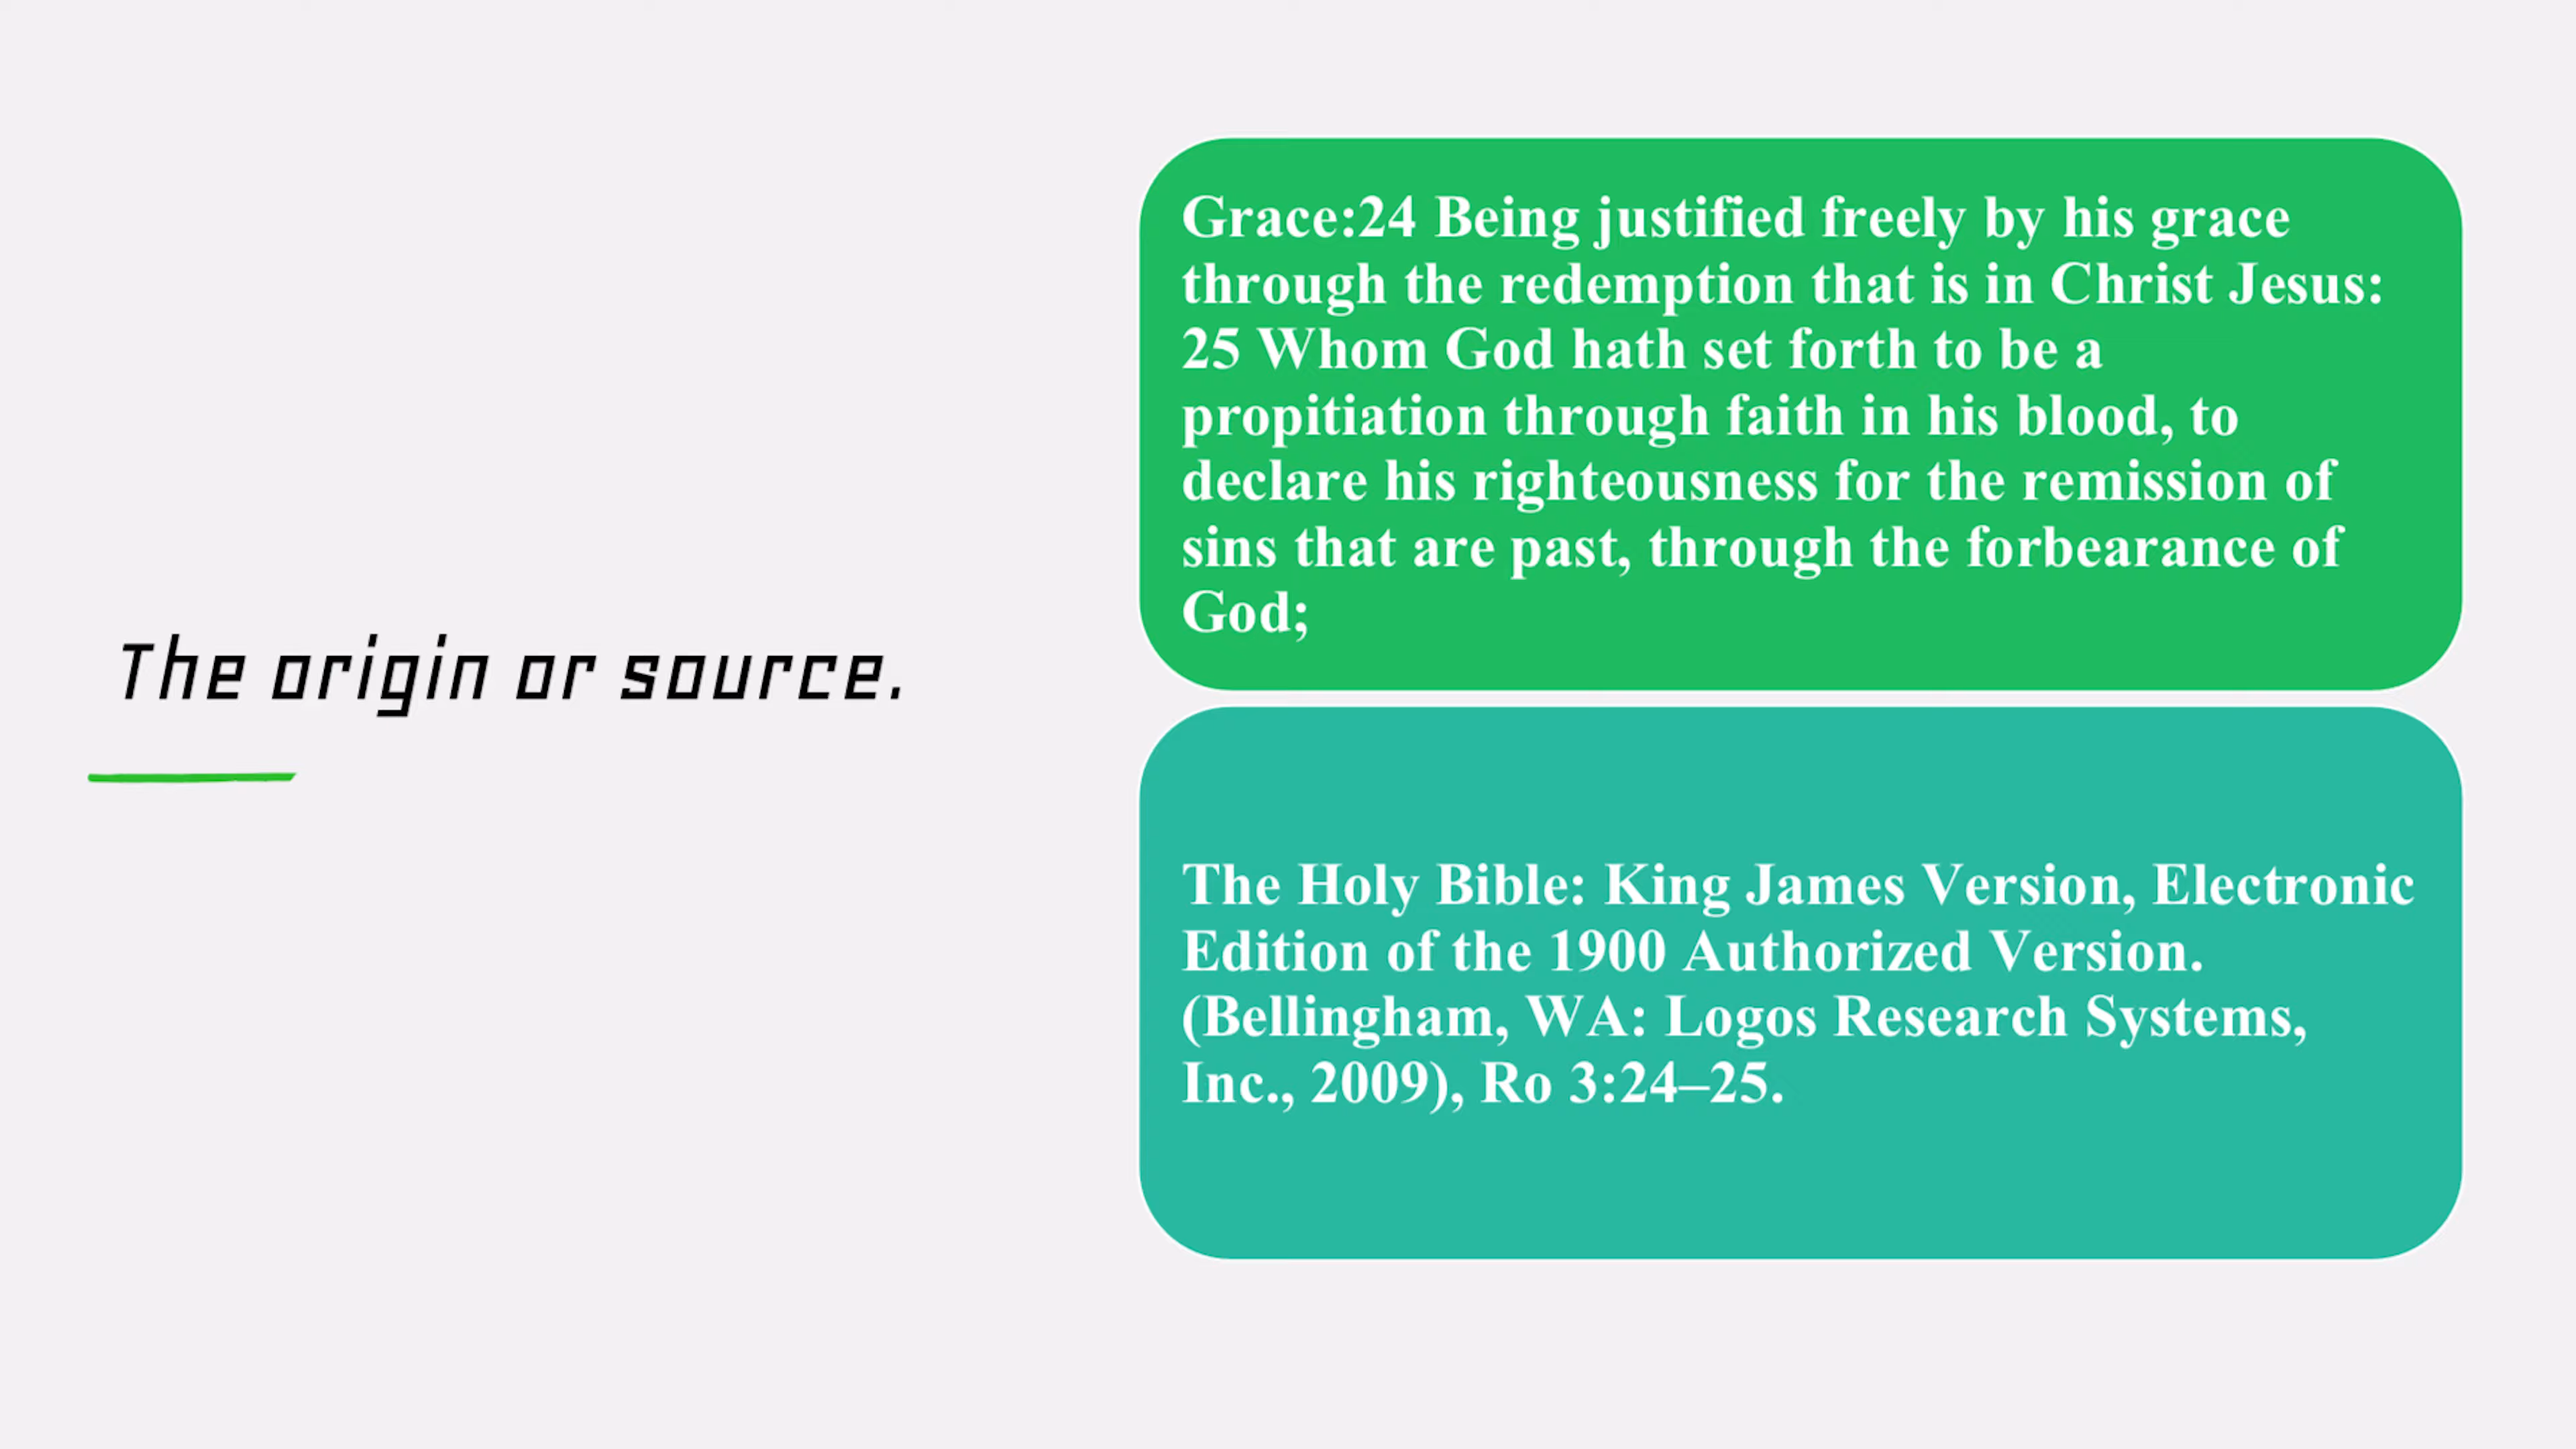 The origin or source.
Grace:24 Being justified freely by his grace
through the redemption that is in Christ Jesus:
25 Whom God hath set forth to be a
propitiation through faith in his blood, to
declare his righteousness for the remission of
sins that are past, through the forbearance of
God;
The Holy Bible: King James Version, Electronic
Edition of the 1900 Authorized Version.
(Bellingham, WA: Logos Research Systems,
Inc., 2009), Ro 3:24–25.